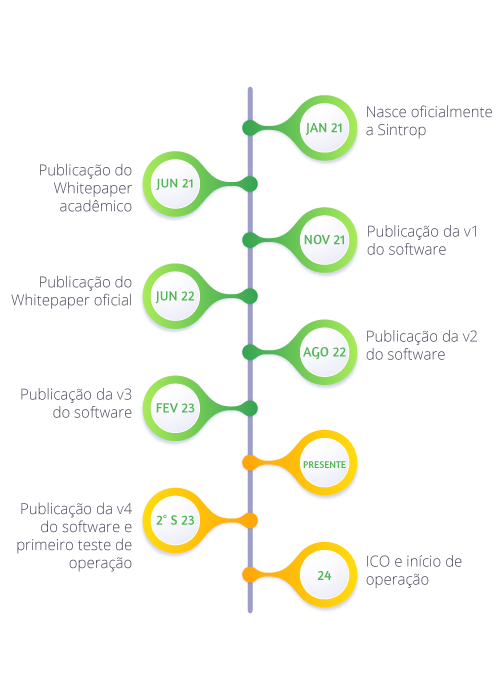 JAN 21
Nasce oficialmente
a Sintrop
JUN 21
Publicação do
Whitepaper
acadêmico
NOV 21
Publicação da v1
do software
JUN 22
Publicação do
Whitepaper oficial
AGO 22
Publicação da v2
do software
FEV 23
Publicação da v3
do software
PRESENTE
2° S 23
Publicação da v4
do software e
primeiro teste de
operação
24
ICO e início de
operação